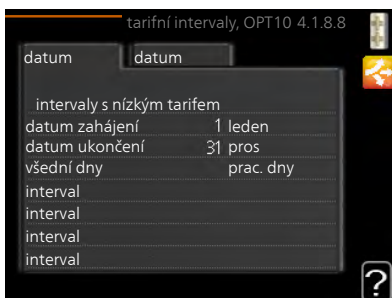 tarifní intervaly, OPT10 4.1.8.8
datum datum
intervaly s nízkým tarifem
datum zahájení 1 leden
datum ukončení 31 pros
všední dny prac. dny
interval
interval
interval
interval
?